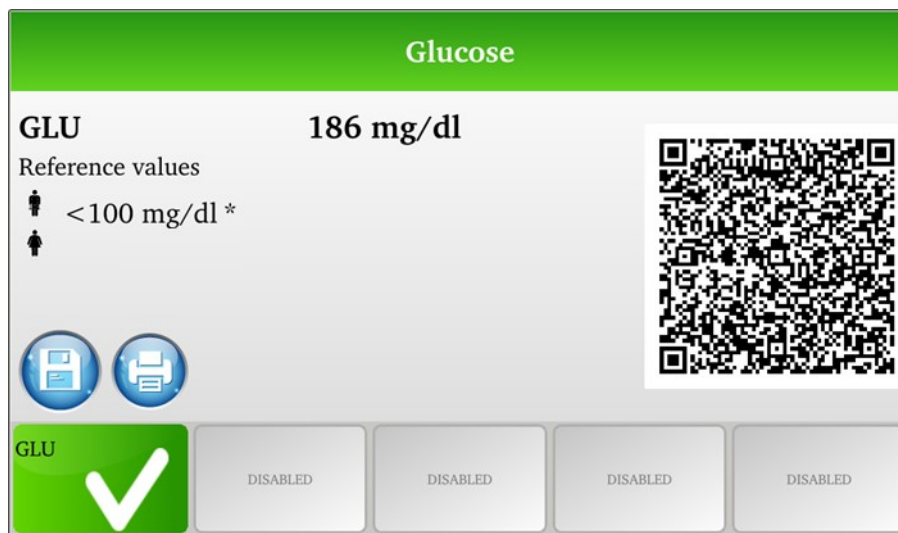 Glucose
GLU 186 mg/dl
Reference values
<100 mg/dl *
GLU
DISABLED DISABLED DISABLED DISABLED